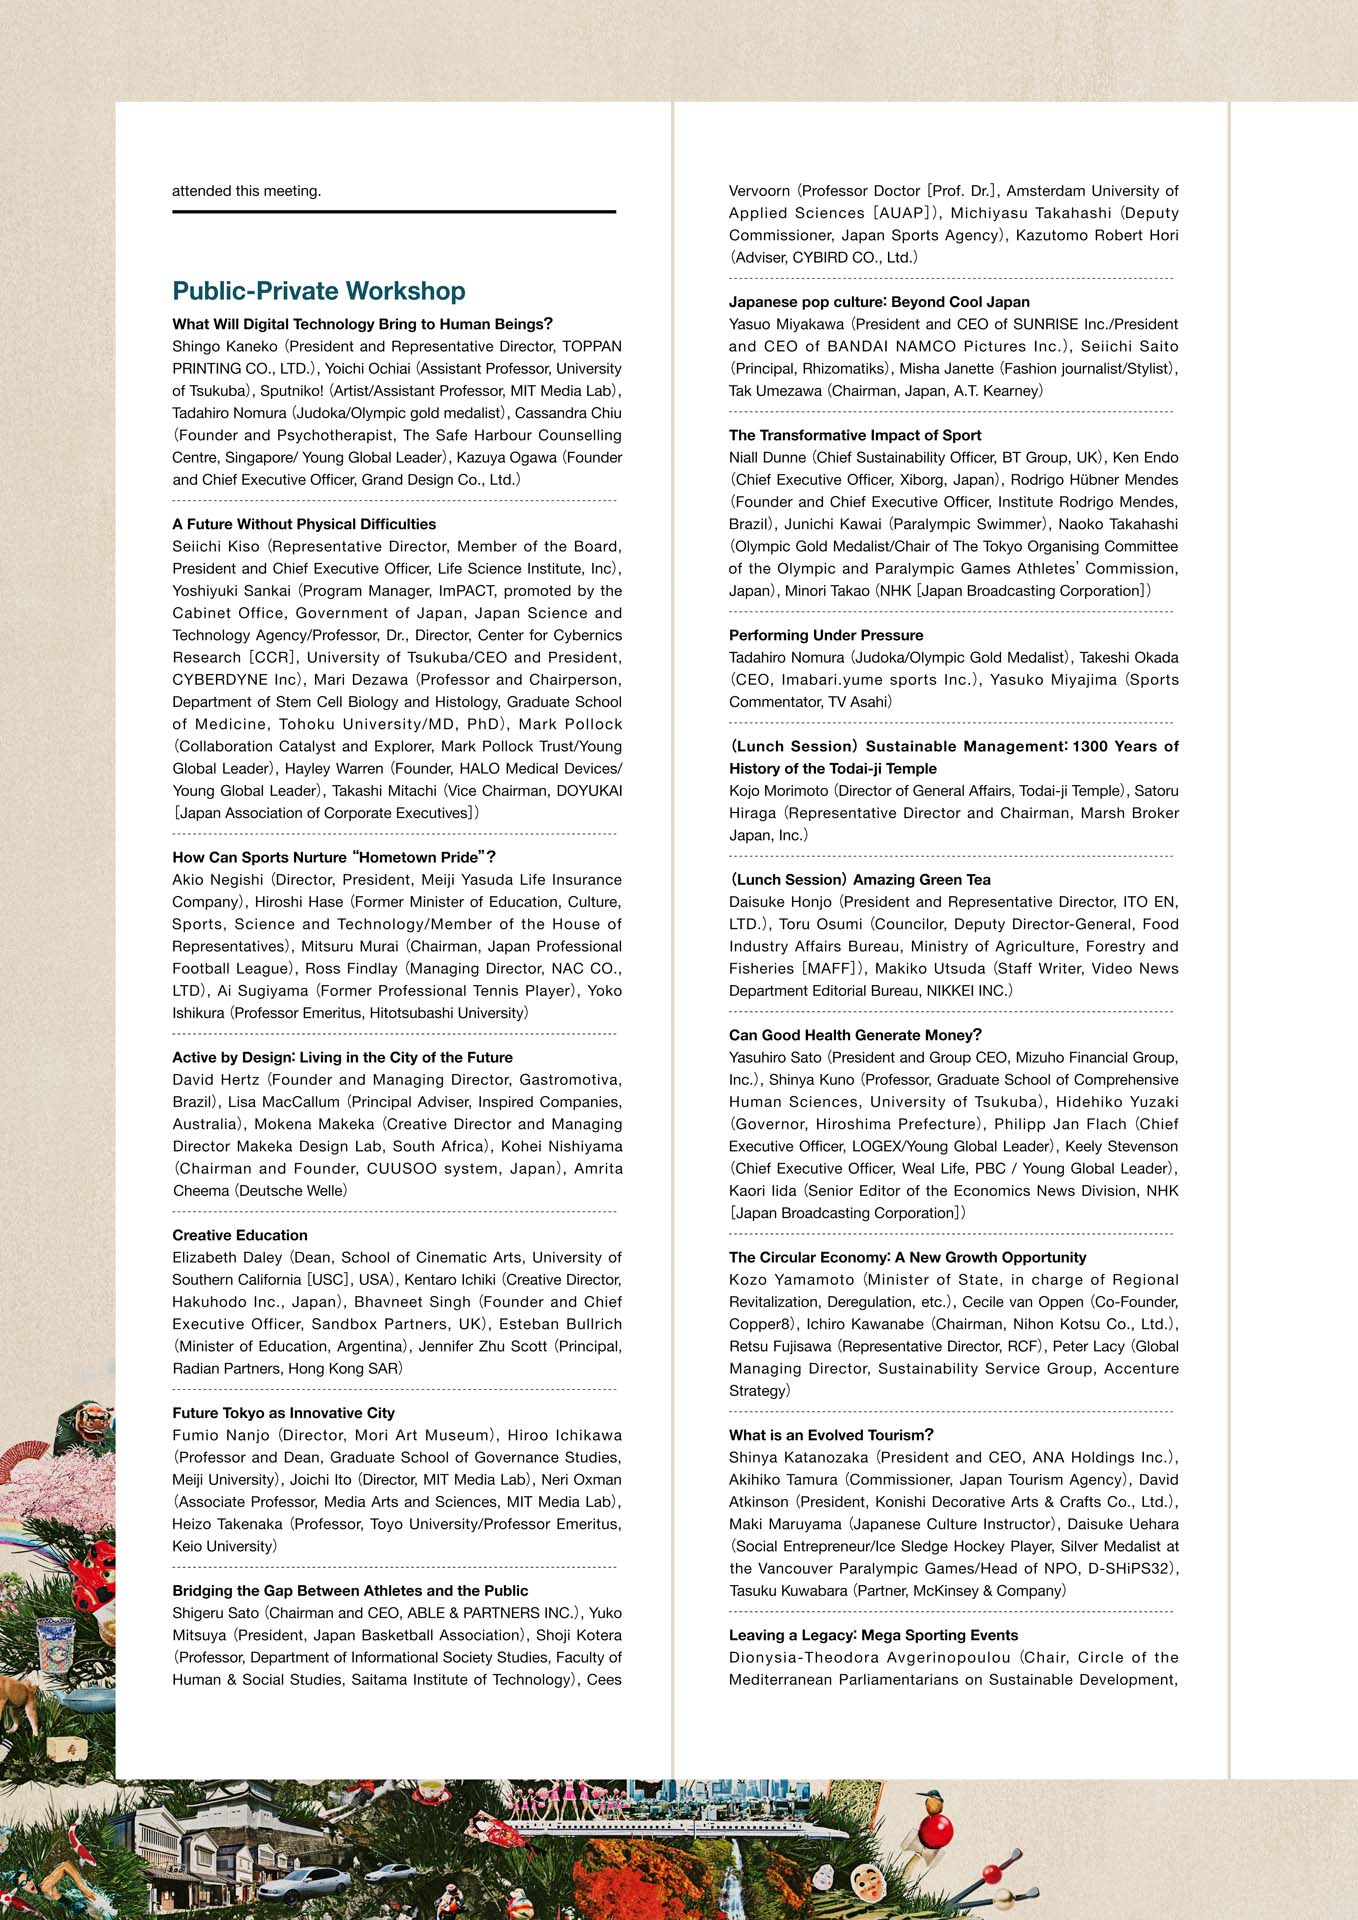 attended this meeting.
Public-Private Workshop
What Will Digital Technology Bring to Human Beings?
Shingo Kaneko (President and Representative Director, TOPPAN
PRINTING CO., LTD.), Yoichi Ochiai (Assistant Professor, University
of Tsukuba), Sputniko! (Artist/Assistant Professor, MIT Media Lab),
Tadahiro Nomura (Judoka/Olympic gold medalist), Cassandra Chiu
(Founder and Psychotherapist, The Safe Harbour Counselling
Centre, Singapore/ Young Global Leader), Kazuya Ogawa (Founder
and Chief Executive Officer, Grand Design Co., Ltd.)
A Future Without Physical Difficulties
Seiichi Kiso (Representative Director, Member of the Board,
President and Chief Executive Officer, Life Science Institute, Inc),
Yoshiyuki Sankai (Program Manager, ImPACT, promoted by the
Cabinet Office, Government of Japan, Japan Science and
Technology Agency/Professor, Dr., Director, Center for Cybernics
Research [CCR], University of Tsukuba/CEO and President,
CYBERDYNE Inc), Mari Dezawa (Professor and Chairperson,
Department of Stem Cell Biology and Histology, Graduate School
of Medicine, Tohoku University/MD, PhD), Mark Pollock
(Collaboration Catalyst and Explorer, Mark Pollock Trust/Young
Global Leader), Hayley Warren (Founder, HALO Medical Devices/
Young Global Leader), Takashi Mitachi (Vice Chairman, DOYUKAI
[Japan Association of Corporate Executives])
How Can Sports Nurture “Hometown Pride”?
Akio Negishi (Director, President, Meiji Yasuda Life Insurance
Company), Hiroshi Hase (Former Minister of Education, Culture,
Sports, Science and Technology/Member of the House of
Representatives), Mitsuru Murai (Chairman, Japan Professional
Football League), Ross Findlay (Managing Director, NAC CO.,
LTD), Ai Sugiyama (Former Professional Tennis Player), Yoko
Ishikura (Professor Emeritus, Hitotsubashi University)
Active by Design: Living in the City of the Future
David Hertz (Founder and Managing Director, Gastromotiva,
Brazil), Lisa MacCallum (Principal Adviser, Inspired Companies,
Australia), Mokena Makeka (Creative Director and Managing
Director Makeka Design Lab, South Africa), Kohei Nishiyama
(Chairman and Founder, CUUSOO system, Japan), Amrita
Cheema (Deutsche Welle)
Creative Education
Elizabeth Daley (Dean, School of Cinematic Arts, University of
Southern California [USC], USA), Kentaro Ichiki (Creative Director,
Hakuhodo Inc., Japan), Bhavneet Singh (Founder and Chief
Executive Officer, Sandbox Partners, UK), Esteban Bullrich
(Minister of Education, Argentina), Jennifer Zhu Scott (Principal,
Radian Partners, Hong Kong SAR)
Future Tokyo as Innovative City
Fumio Nanjo (Director, Mori Art Museum), Hiroo Ichikawa
(Professor and Dean, Graduate School of Governance Studies,
Meiji University), Joichi Ito (Director, MIT Media Lab), Neri Oxman
(Associate Professor, Media Arts and Sciences, MIT Media Lab),
Heizo Takenaka (Professor, Toyo University/Professor Emeritus,
Keio University)
Bridging the Gap Between Athletes and the Public
Shigeru Sato (Chairman and CEO, ABLE & PARTNERS INC.), Yuko
Mitsuya (President, Japan Basketball Association), Shoji Kotera
(Professor, Department of Informational Society Studies, Faculty of
Human & Social Studies, Saitama Institute of Technology), Cees
Vervoorn (Professor Doctor [Prof. Dr.], Amsterdam University of
Applied Sciences [AUAP]), Michiyasu Takahashi (Deputy
Commissioner, Japan Sports Agency), Kazutomo Robert Hori
(Adviser, CYBIRD CO., Ltd.)
Japanese pop culture: Beyond Cool Japan
Yasuo Miyakawa (President and CEO of SUNRISE Inc./President
and CEO of BANDAI NAMCO Pictures Inc.), Seiichi Saito
(Principal, Rhizomatiks), Misha Janette (Fashion journalist/Stylist),
Tak Umezawa (Chairman, Japan, A.T. Kearney)
The Transformative Impact of Sport
Niall Dunne (Chief Sustainability Officer, BT Group, UK), Ken Endo
(Chief Executive Officer, Xiborg, Japan), Rodrigo Hübner Mendes
(Founder and Chief Executive Officer, Institute Rodrigo Mendes,
Brazil), Junichi Kawai (Paralympic Swimmer), Naoko Takahashi
(Olympic Gold Medalist/Chair of The Tokyo Organising Committee
of the Olympic and Paralympic Games Athletes’ Commission,
Japan), Minori Takao (NHK [Japan Broadcasting Corporation])
Performing Under Pressure
Tadahiro Nomura (Judoka/Olympic Gold Medalist), Takeshi Okada
(CEO, Imabari.yume sports Inc.), Yasuko Miyajima (Sports
Commentator, TV Asahi)
(Lunch Session) Sustainable Management: 1300 Years of
History of the Todai-ji Temple
Kojo Morimoto (Director of General Affairs, Todai-ji Temple), Satoru
Hiraga (Representative Director and Chairman, Marsh Broker
Japan, Inc.)
(Lunch Session) Amazing Green Tea
Daisuke Honjo (President and Representative Director, ITO EN,
LTD.), Toru Osumi (Councilor, Deputy Director-General, Food
Industry Affairs Bureau, Ministry of Agriculture, Forestry and
Fisheries [MAFF]), Makiko Utsuda (Staff Writer, Video News
Department Editorial Bureau, NIKKEI INC.)
Can Good Health Generate Money?
Yasuhiro Sato (President and Group CEO, Mizuho Financial Group,
Inc.), Shinya Kuno (Professor, Graduate School of Comprehensive
Human Sciences, University of Tsukuba), Hidehiko Yuzaki
(Governor, Hiroshima Prefecture), Philipp Jan Flach (Chief
Executive Officer, LOGEX/Young Global Leader), Keely Stevenson
(Chief Executive Officer, Weal Life, PBC / Young Global Leader),
Kaori Iida (Senior Editor of the Economics News Division, NHK
[Japan Broadcasting Corporation])
The Circular Economy: A New Growth Opportunity
Kozo Yamamoto (Minister of State, in charge of Regional
Revitalization, Deregulation, etc.), Cecile van Oppen (Co-Founder,
Copper8), Ichiro Kawanabe (Chairman, Nihon Kotsu Co., Ltd.),
Retsu Fujisawa (Representative Director, RCF), Peter Lacy (Global
Managing Director, Sustainability Service Group, Accenture
Strategy)
What is an Evolved Tourism?
Shinya Katanozaka (President and CEO, ANA Holdings Inc.),
Akihiko Tamura (Commissioner, Japan Tourism Agency), David
Atkinson (President, Konishi Decorative Arts & Crafts Co., Ltd.),
Maki Maruyama (Japanese Culture Instructor), Daisuke Uehara
(Social Entrepreneur/Ice Sledge Hockey Player, Silver Medalist at
the Vancouver Paralympic Games/Head of NPO, D-SHiPS32),
Tasuku Kuwabara (Partner, McKinsey & Company)
Leaving a Legacy: Mega Sporting Events
Dionysia-Theodora Avgerinopoulou (Chair, Circle of the
Mediterranean Parliamentarians on Sustainable Development,